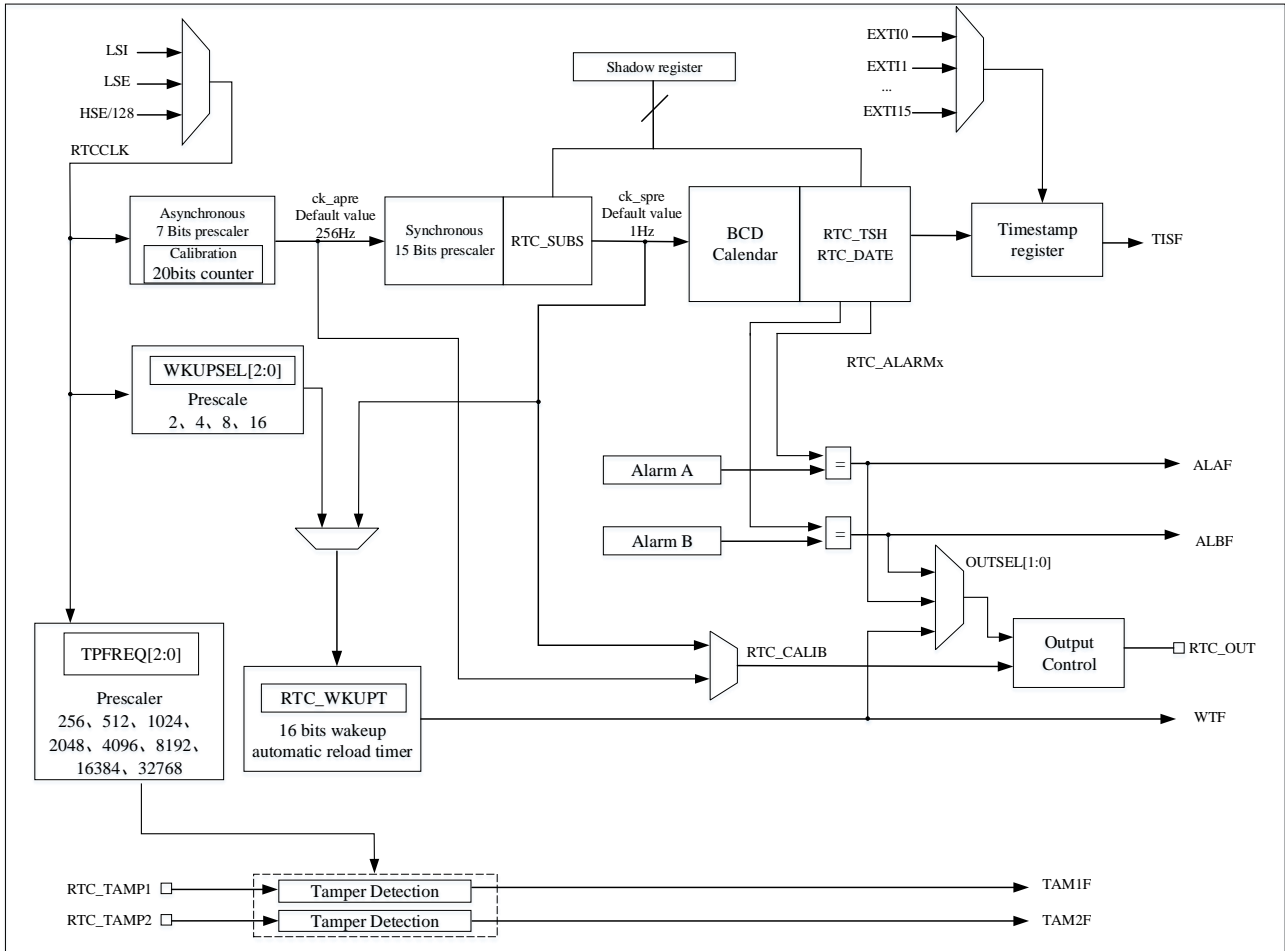 LSI
LSE
HSE/128
RTCCLK
Shadow register
EXTI0
EXTI1
...
EXTI15
Asynchronous
7 Bits prescaler
Calibration
20bits counter
ck_apre
Default value
256Hz
Synchronous
15 Bits prescaler
RTC_SUBS
ck_spre
Default value
1Hz
BCD
Calendar
RTC_TSH
RTC_DATE
Timestamp
register
TISF
RTC_ALARMx
WKUPSEL[2:0]
Prescale
2、4、8、16
Alarm A
=
ALAF
Alarm B
=
ALBF
OUTSEL[1:0]
TPFREQ[2:0]
Prescaler
256、512、1024、
2048、4096、8192、
16384、32768
RTC_WKUPT
16 bits wakeup
automatic reload timer
RTC_CALIB
Output
Control
RTC_OUT
WTF
RTC_TAMP1
Tamper Detection
TAM1F
RTC_TAMP2
Tamper Detection
TAM2F